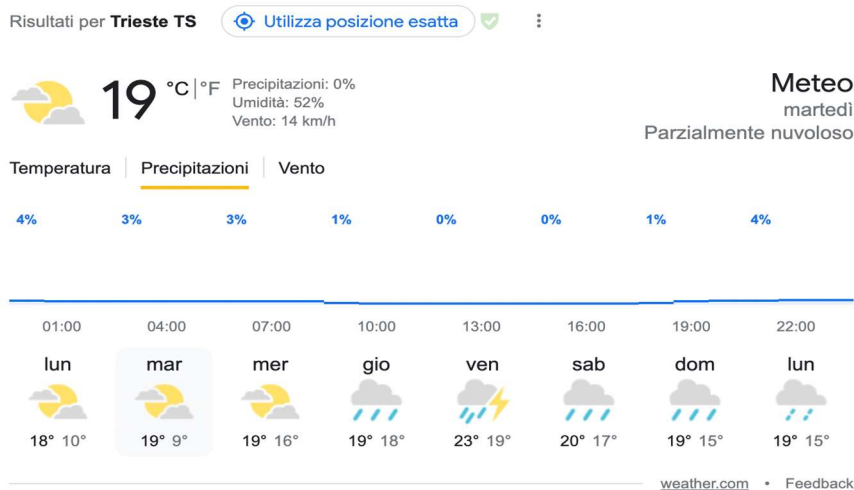 Risultati per Trieste TS
Utilizza posizione esatta
19 °C|°F
Precipitazioni: 0%
Umidità: 52%
Vento: 14 km/h
Meteo
martedì
Parzialmente nuvoloso
Temperatura Precipitazioni Vento
4% 3% 3% 1% 0% 0% 1% 4%
01:00 04:00 07:00 10:00 13:00 16:00 19:00 22:00
lun mar mer gio ven sab dom lun
18° 10° 19° 9° 19° 16° 19° 18° 23° 19° 20° 17° 19° 15° 19° 15°
weather.com • Feedback